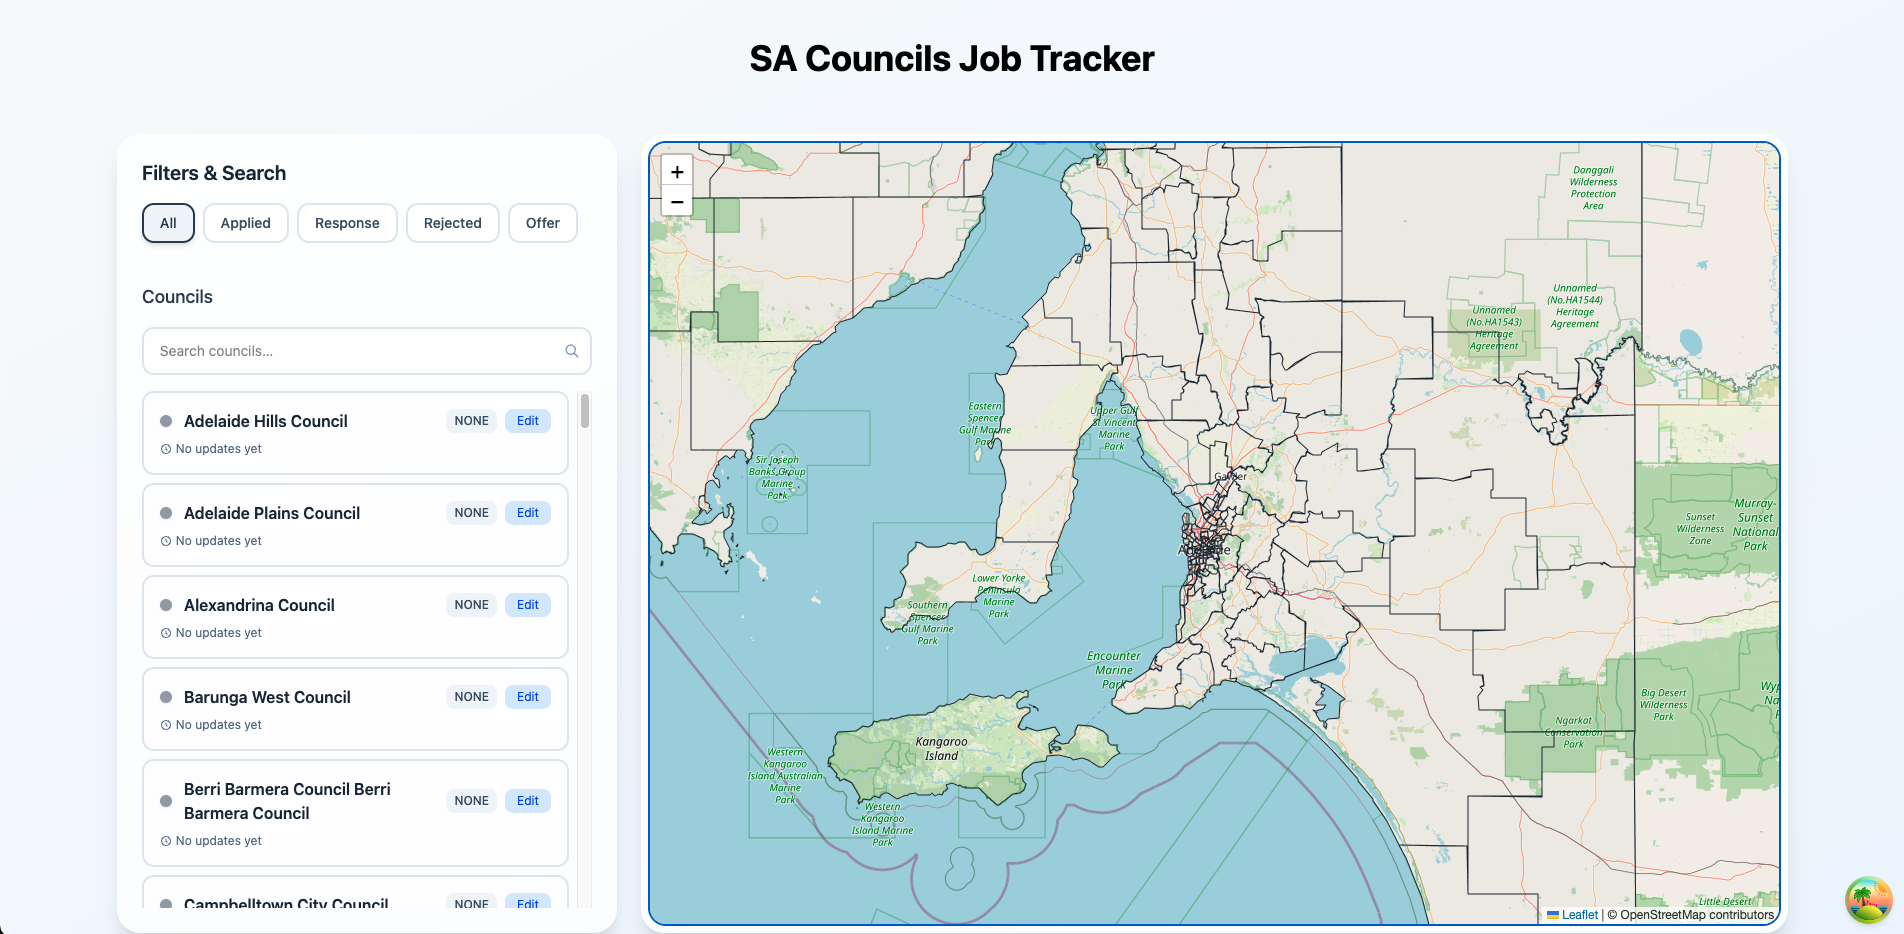 SA Councils Job Tracker
Filters & Search
All
Applied
Response
Rejected
Offer
Councils
Search councils...
Adelaide Hills Council
NONE
Edit
No updates yet
Adelaide Plains Council
NONE
Edit
No updates yet
Alexandrina Council
NONE
Edit
No updates yet
Barunga West Council
NONE
Edit
No updates yet
Berri Barmera Council Berri
Barmera Council
NONE
Edit
No updates yet
Campbelltown City Council
NONE
Edit
+
−
Danggali
Wilderness
Protection
Area
Unnamed
(No.HA1544)
Heritage
Agreement
Unnamed
(No.HA1543)
Heritage
Agreement
Eastern
Spencer
Gulf Marine
Park
Upper Gulf
St Vincent
Marine
Park
Sir Joseph
Banks Group
Marine
Park
Gawler
Adelaide
Murray-
Sunset
National
Park
Sunset
Wilderness
Zone
Lower Yorke
Peninsula
Marine
Park
Southern
Spencer
Gulf Marine
Park
Encounter
Marine
Park
Big Desert
Wilderness
Park
Ngarkat
Conservation
Park
Kangaroo
Island
Western
Kangaroo
Island Australian
Marine
Park
Western
Kangaroo
Island Marine
Park
Little Desert
Leaflet | © OpenStreetMap contributors